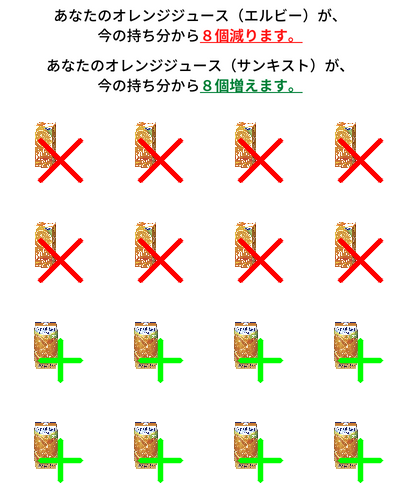 あなたのオレンジジュース（エルビー）が、
今の持ち分から８個減ります。
あなたのオレンジジュース（サンキスト）が、
今の持ち分から８個増えます。